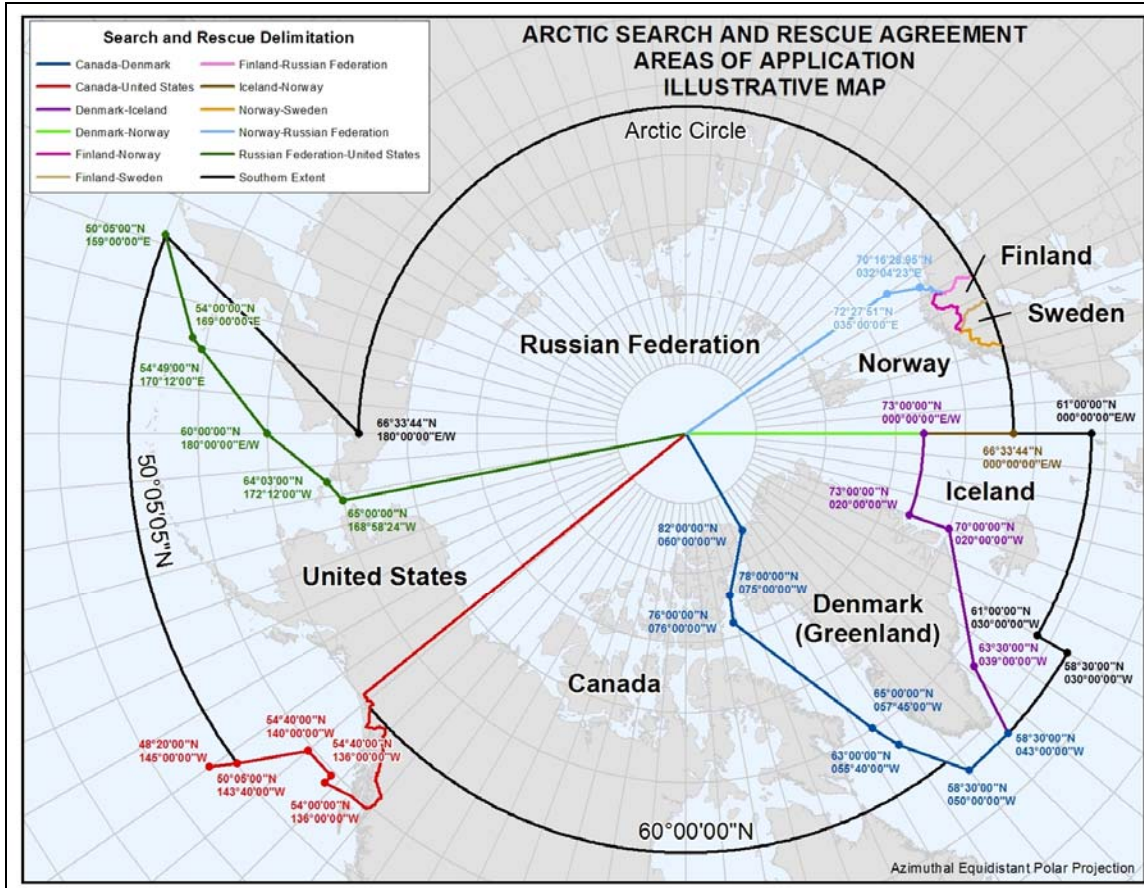 ARCTIC SEARCH AND RESCUE AGREEMENT
AREAS OF APPLICATION
ILLUSTRATIVE MAP
Search and Rescue Delimitation
Canada-Denmark
Canada-United States
Denmark-Iceland
Denmark-Norway
Finland-Norway
Finland-Sweden
Finland-Russian Federation
Iceland-Norway
Norway-Sweden
Norway-Russian Federation
Russian Federation-United States
Southern Extent
Arctic Circle
50°05'00"N
159°00'00"E
54°00'00"N
169°00'00"E
54°49'00"N
170°12'00"E
60°00'00"N
180°00'00"E/W
64°03'00"N
172°12'00"W
65°00'00"N
168°58'24"W
66°33'44"N
180°00'00"E/W
50°05'05"N
Russian Federation
70°16'28.95"N
032°04'23"E
72°27'51"N
035°00'00"E
Finland
Sweden
Norway
73°00'00"N
000°00'00"E/W
61°00'00"N
000°00'00"E/W
66°33'44"N
000°00'00"E/W
Iceland
73°00'00"N
020°00'00"W
70°00'00"N
020°00'00"W
82°00'00"N
060°00'00"W
78°00'00"N
075°00'00"W
76°00'00"N
076°00'00"W
United States
Denmark
(Greenland)
61°00'00"N
030°00'00"W
58°30'00"N
030°00'00"W
63°30'00"N
039°00'00"W
Canada
65°00'00"N
057°45'00"W
63°00'00"N
055°40'00"W
58°30'00"N
043°00'00"W
58°30'00"N
050°00'00"W
54°40'00"N
140°00'00"W
54°40'00"N
136°00'00"W
48°20'00"N
145°00'00"W
50°05'00"N
143°40'00"W
54°00'00"N
136°00'00"W
60°00'00"N
Azimuthal Equidistant Polar Projection